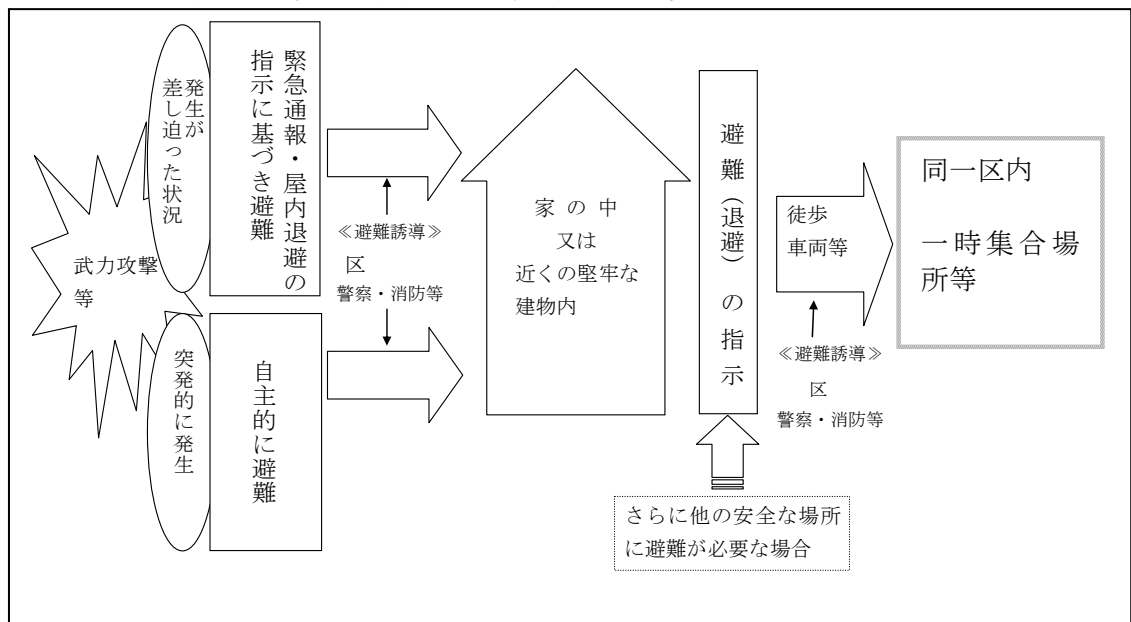 武力攻撃
等
発生が
差し迫った状況
緊急通報・屋内退避の
指示に基づき避難
突発的に発生
自主的に避難
≪避難誘導≫
区
警察・消防等
家の中
又は
近くの堅牢な
建物内
避難（退避）の指示
さらに他の安全な場所
に避難が必要な場合
徒歩
車両等
≪避難誘導≫
区
警察・消防等
同一区内
一時集合場
所等